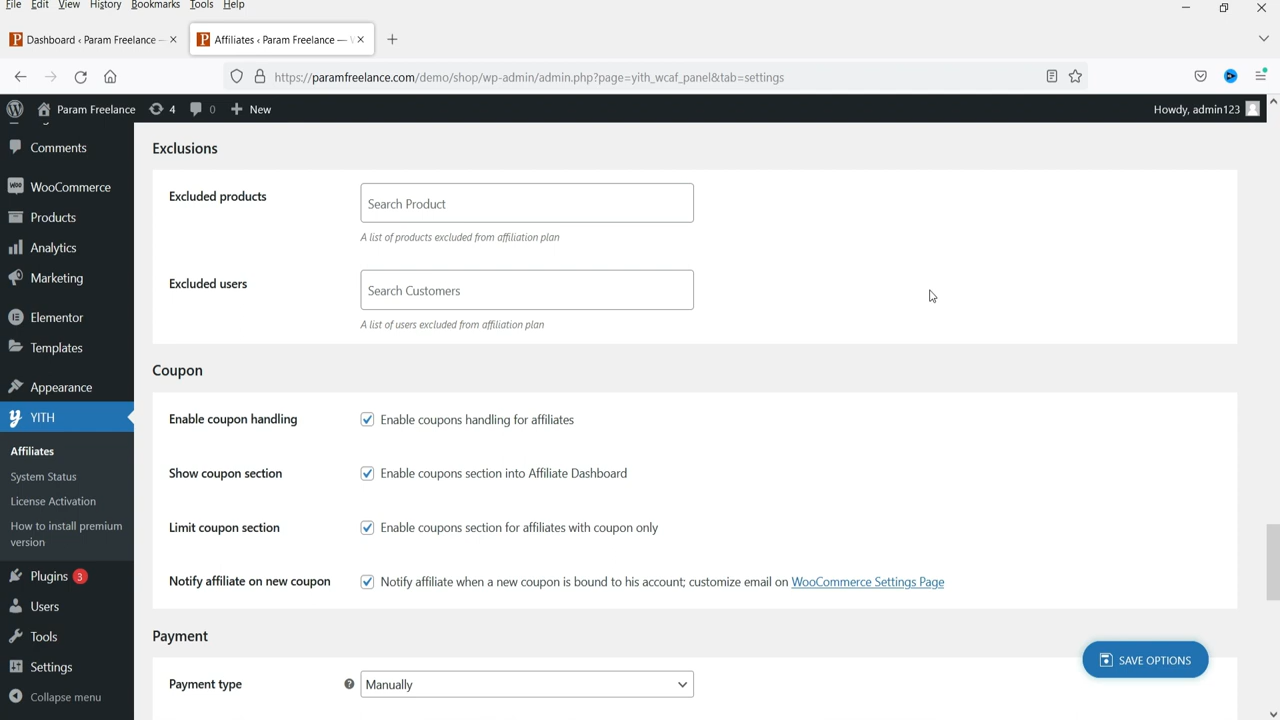 File Edit View History Bookmarks Tools Help
Dashboard ‹ Param Freelance —
Affiliates ‹ Param Freelance —
https://paramfreelance.com/demo/shop/wp-admin/admin.php?page=yith_wcaf_panel&tab=settings
Param Freelance 4 0 New Howdy, admin123
Comments
WooCommerce
Products
Analytics
Marketing
Elementor
Templates
Appearance
YITH
Affiliates
System Status
License Activation
How to install premium
version
Plugins 3
Users
Tools
Settings
Collapse menu
Exclusions
Excluded products
Search Product
A list of products excluded from affiliation plan
Excluded users
Search Customers
A list of users excluded from affiliation plan
Coupon
Enable coupon handling
Enable coupons handling for affiliates
Show coupon section
Enable coupons section into Affiliate Dashboard
Limit coupon section
Enable coupons section for affiliates with coupon only
Notify affiliate on new coupon
Notify affiliate when a new coupon is bound to his account; customize email on WooCommerce Settings Page
Payment
Payment type
Manually
SAVE OPTIONS